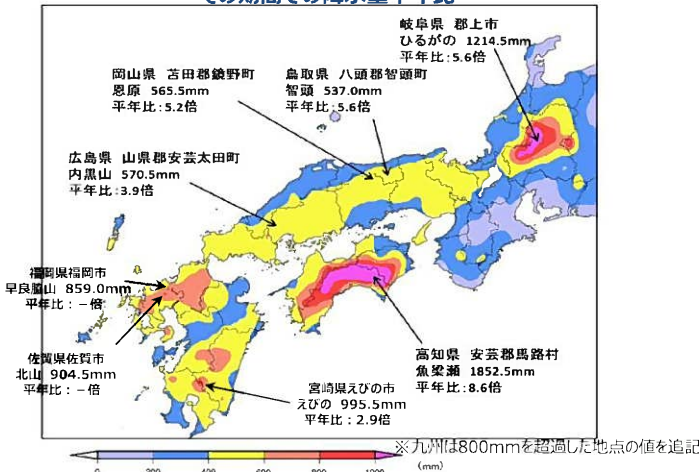 岐阜県 郡上市
ひるがの 1214.5mm
平年比:5.6倍
岡山県 苫田郡鏡野町
恩原 565.5mm
平年比:5.2倍
鳥取県 八頭郡智頭町
智頭 537.0mm
平年比:5.6倍
広島県 山県郡安芸太田町
内黒山 570.5mm
平年比:3.9倍
福岡県福岡市
早良脇山 859.0mm
平年比:－倍
佐賀県佐賀市
北山 904.5mm
平年比:－倍
宮崎県えびの市
えびの 995.5mm
平年比:2.9倍
高知県 安芸郡馬路村
魚梁瀬 1852.5mm
平年比:8.6倍
※九州は800mmを超過した地点の値を追記
(mm)